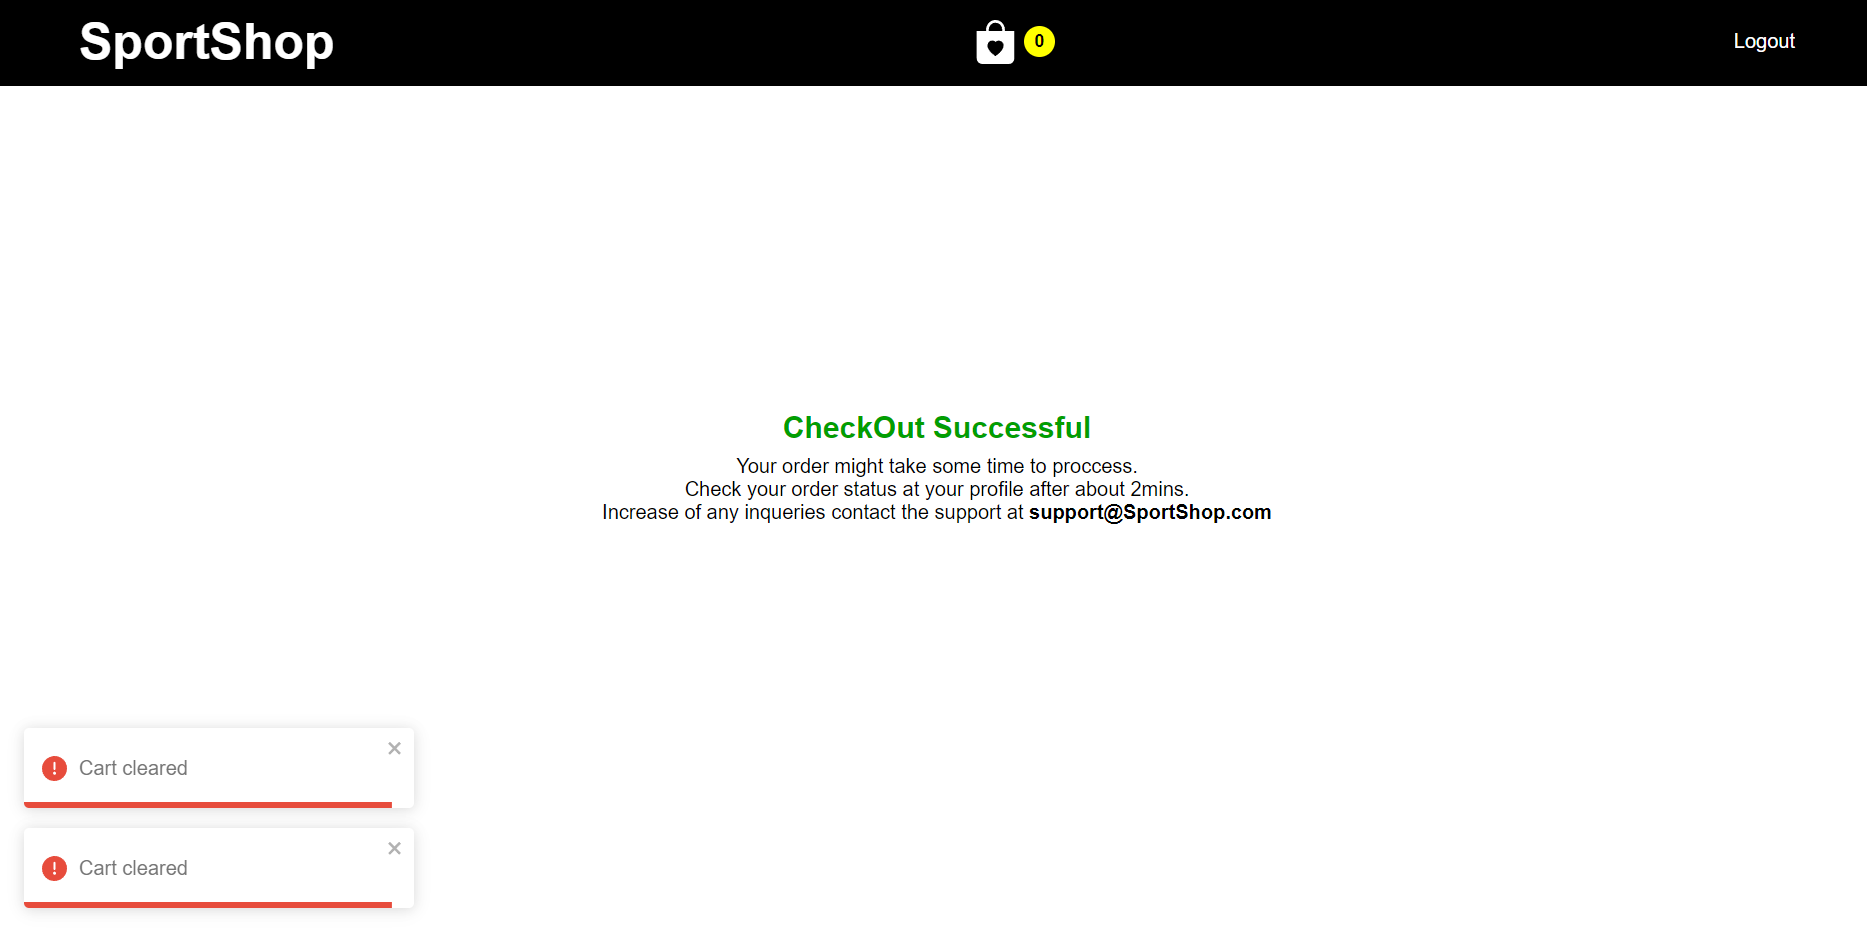 SportShop
0
Logout
CheckOut Successful
Your order might take some time to proccess.
Check your order status at your profile after about 2mins.
Increase of any inqueries contact the support at support@SportShop.com
Cart cleared
Cart cleared